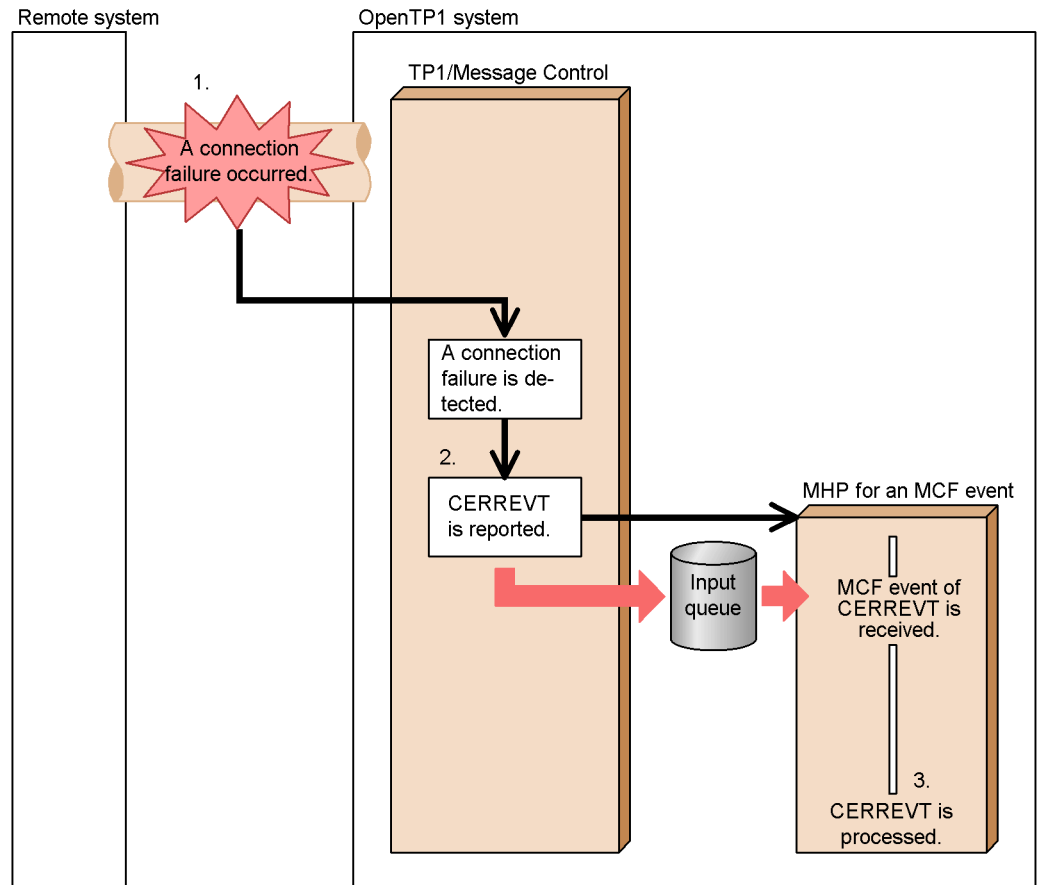 Remote system
OpenTP1 system
TP1/Message Control
1.
A connection
failure occurred.
A connection
failure is de-
tected.
2.
CERREVT
is reported.
MHP for an MCF event
Input
queue
MCF event of
CERREVT is
received.
3.
CERREVT is
processed.